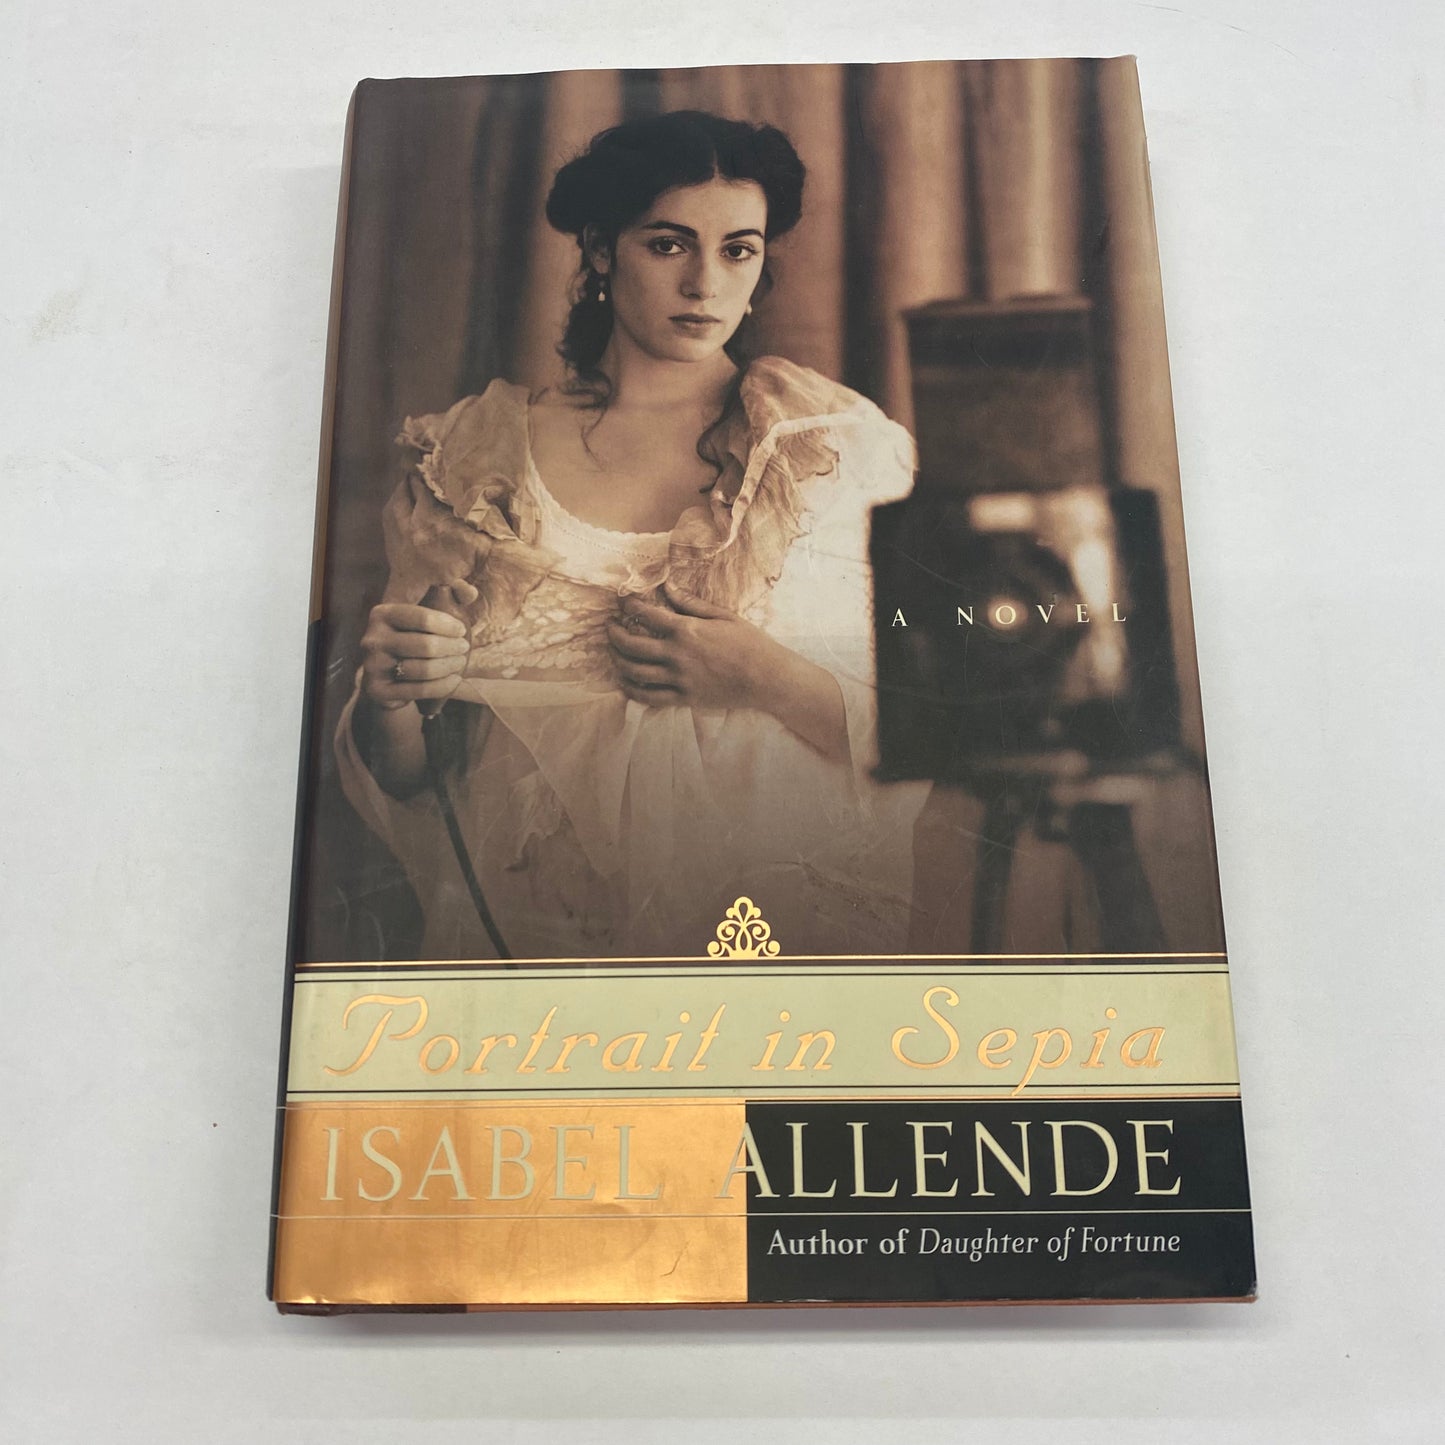 A NOVEL
Portrait in Sepia
ISABEL ALLENDE
Author of Daughter of Fortune